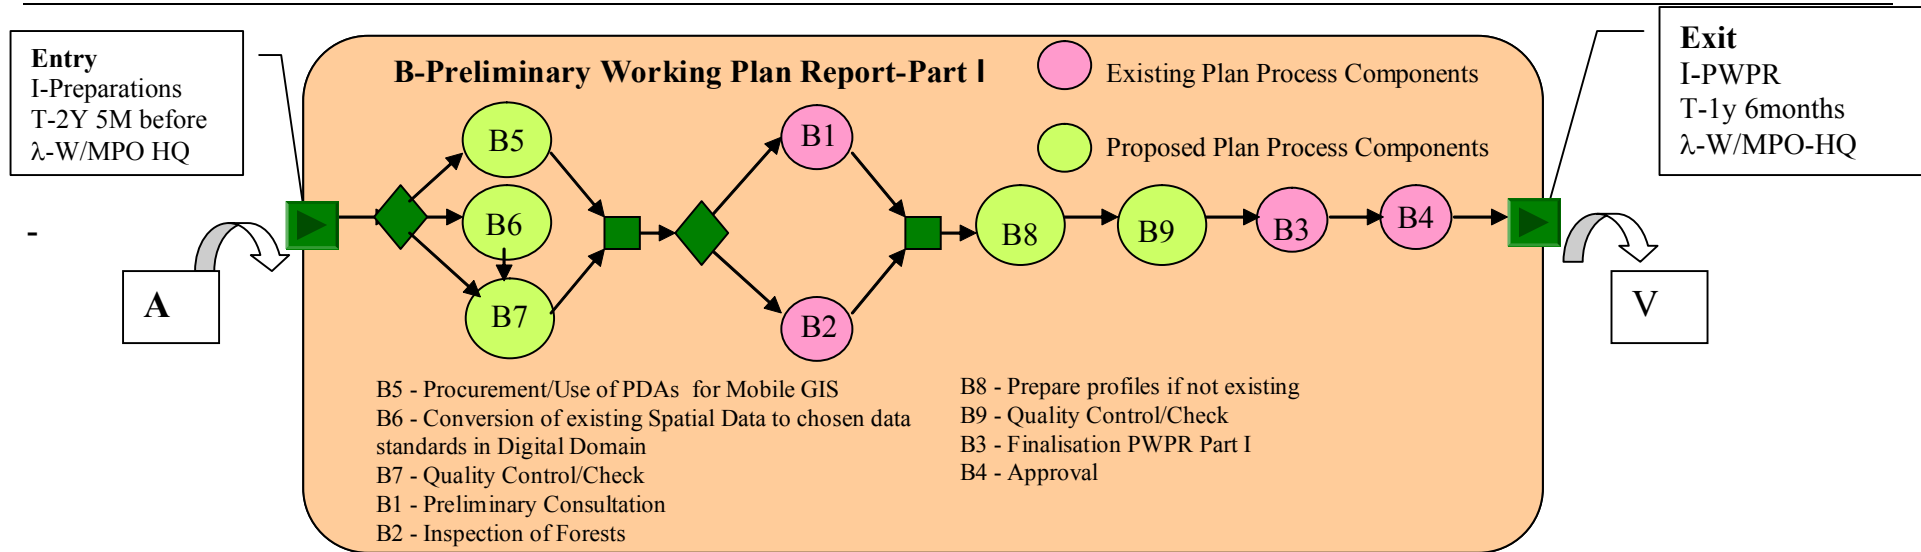 Entry
I-Preparations
T-2Y 5M before
λ-W/MPO HQ
B-Preliminary Working Plan Report-Part I
Existing Plan Process Components
Proposed Plan Process Components
Exit
I-PWPR
T-1y 6months
λ-W/MPO-HQ
B5
B6
B7
B1
B2
B8
B9
B3
B4
-
A
V
B5 - Procurement/Use of PDAs for Mobile GIS
B6 - Conversion of existing Spatial Data to chosen data
standards in Digital Domain
B7 - Quality Control/Check
B1 - Preliminary Consultation
B2 - Inspection of Forests
B8 - Prepare profiles if not existing
B9 - Quality Control/Check
B3 - Finalisation PWPR Part I
B4 - Approval